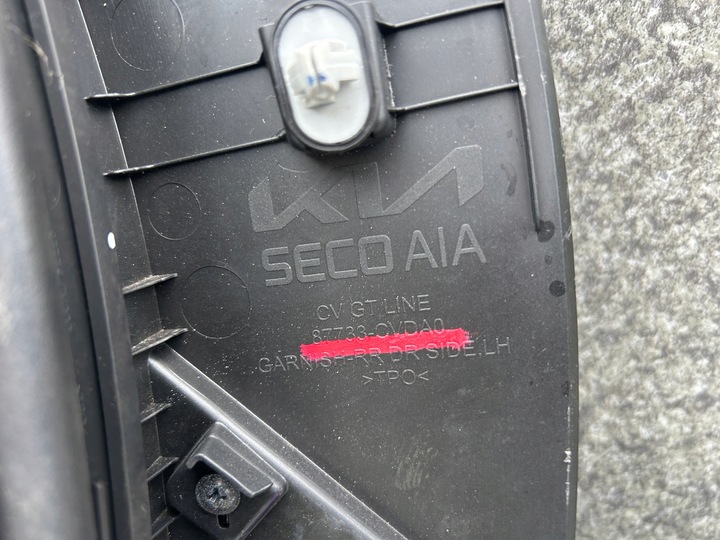 KIA
SECO AIA
CV GT LINE
87733-CVDA0
GARNISH-RR DR SIDE.LH
>TPO<